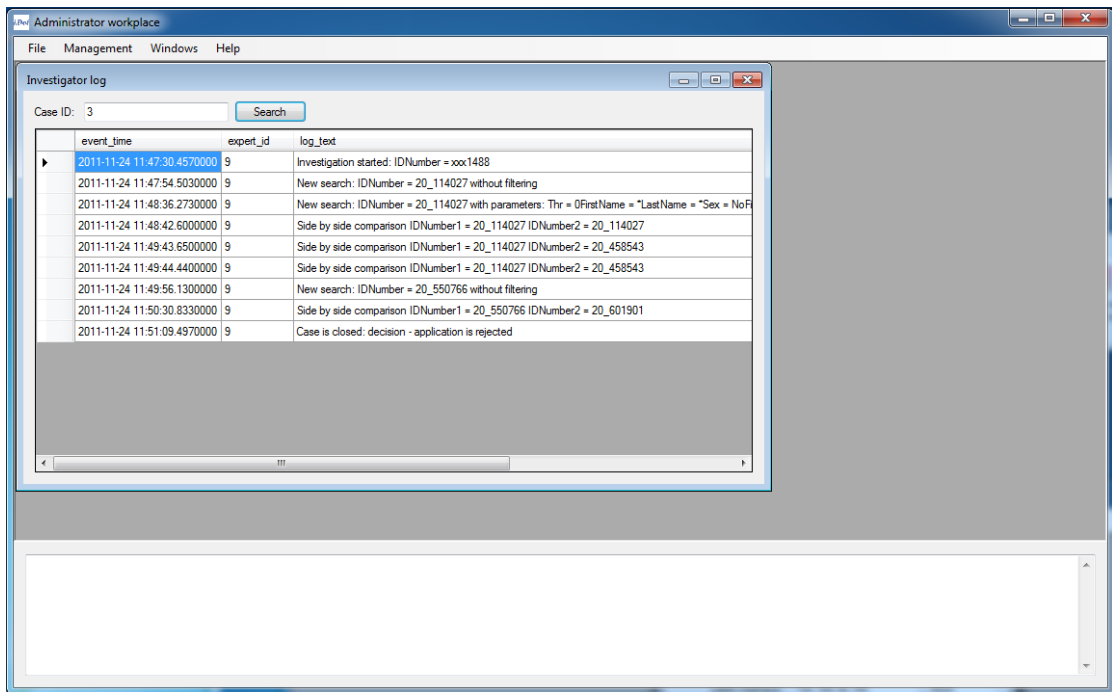 Administrator workplace
File Management Windows Help
Investigator log
Case ID: 3 Search
event_time expert_id log_text
2011-11-24 11:47:30.4570000 9 Investigation started: IDNumber = xxx1488
2011-11-24 11:47:54.5030000 9 New search: IDNumber = 20_114027 without filtering
2011-11-24 11:48:36.2730000 9 New search: IDNumber = 20_114027 with parameters: Thr = 0FirstName = *LastName = *Sex = NoFi
2011-11-24 11:48:42.6000000 9 Side by side comparison IDNumber1 = 20_114027 IDNumber2 = 20_114027
2011-11-24 11:49:43.6500000 9 Side by side comparison IDNumber1 = 20_114027 IDNumber2 = 20_458543
2011-11-24 11:49:44.4400000 9 Side by side comparison IDNumber1 = 20_114027 IDNumber2 = 20_458543
2011-11-24 11:49:56.1300000 9 New search: IDNumber = 20_550766 without filtering
2011-11-24 11:50:30.8330000 9 Side by side comparison IDNumber1 = 20_550766 IDNumber2 = 20_601901
2011-11-24 11:51:09.4970000 9 Case is closed: decision - application is rejected